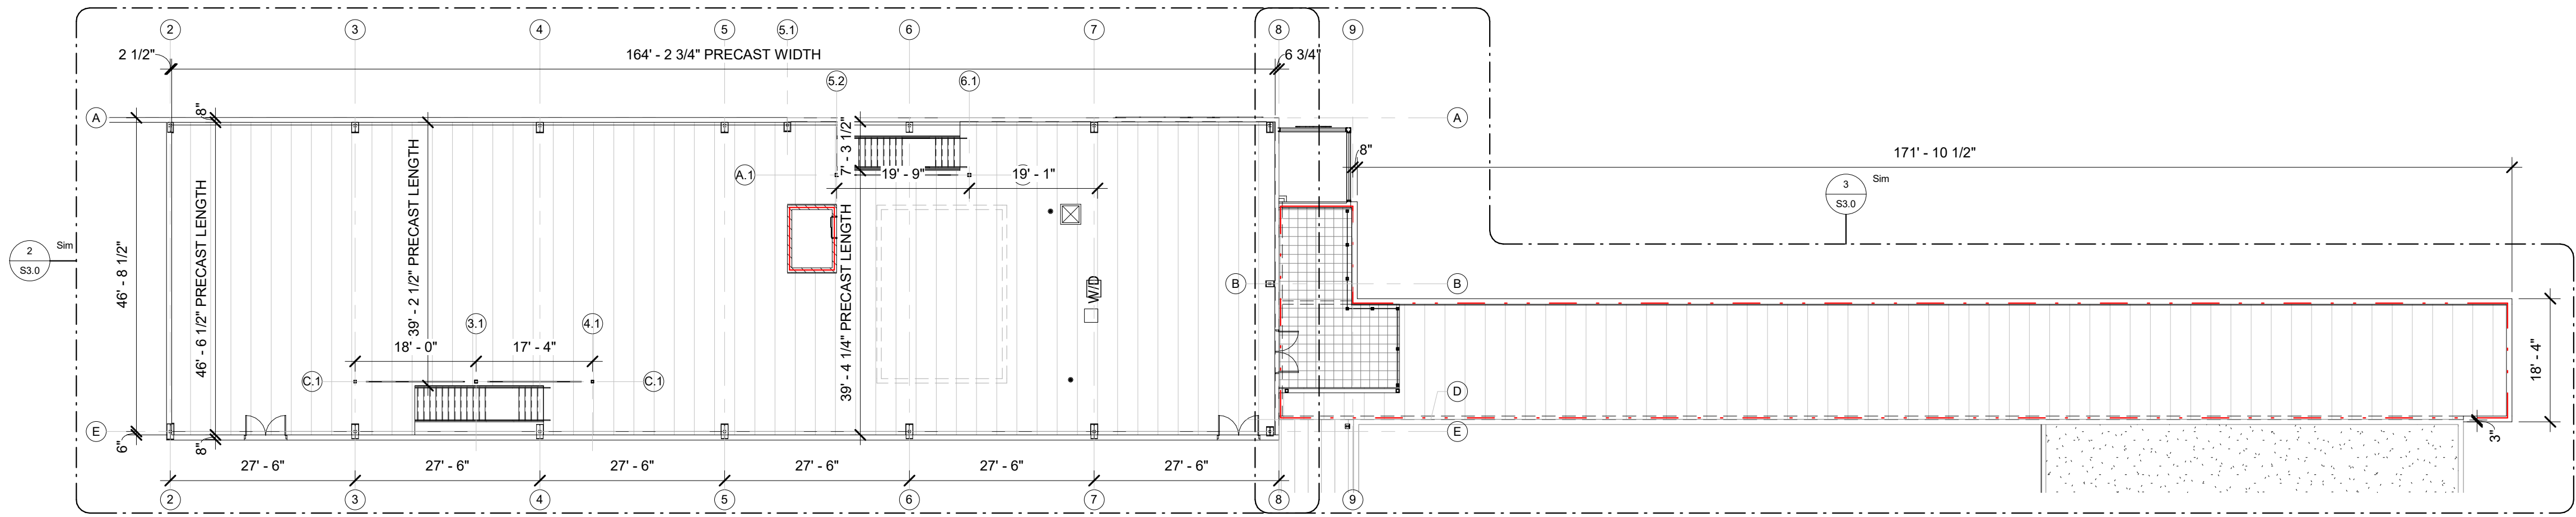 2
3
4
5
5.1
6
7
8
9
2 1/2"
164' - 2 3/4" PRECAST WIDTH
6 3/4"
5.2
6.1
A
8"
A
7' - 3 1/2"
8"
171' - 10 1/2"
A.1
19' - 9"
19' - 1"
3
S3.0
Sim
2
S3.0
Sim
46' - 8 1/2"
46' - 6 1/2" PRECAST LENGTH
39' - 2 1/2" PRECAST LENGTH
39' - 4 1/4" PRECAST LENGTH
B
B
W/D
3.1
4.1
18' - 0"
17' - 4"
C.1
C.1
D
18' - 4"
E
E
6"
8"
3"
27' - 6"
27' - 6"
27' - 6"
27' - 6"
27' - 6"
27' - 6"
2
3
4
5
6
7
8
9